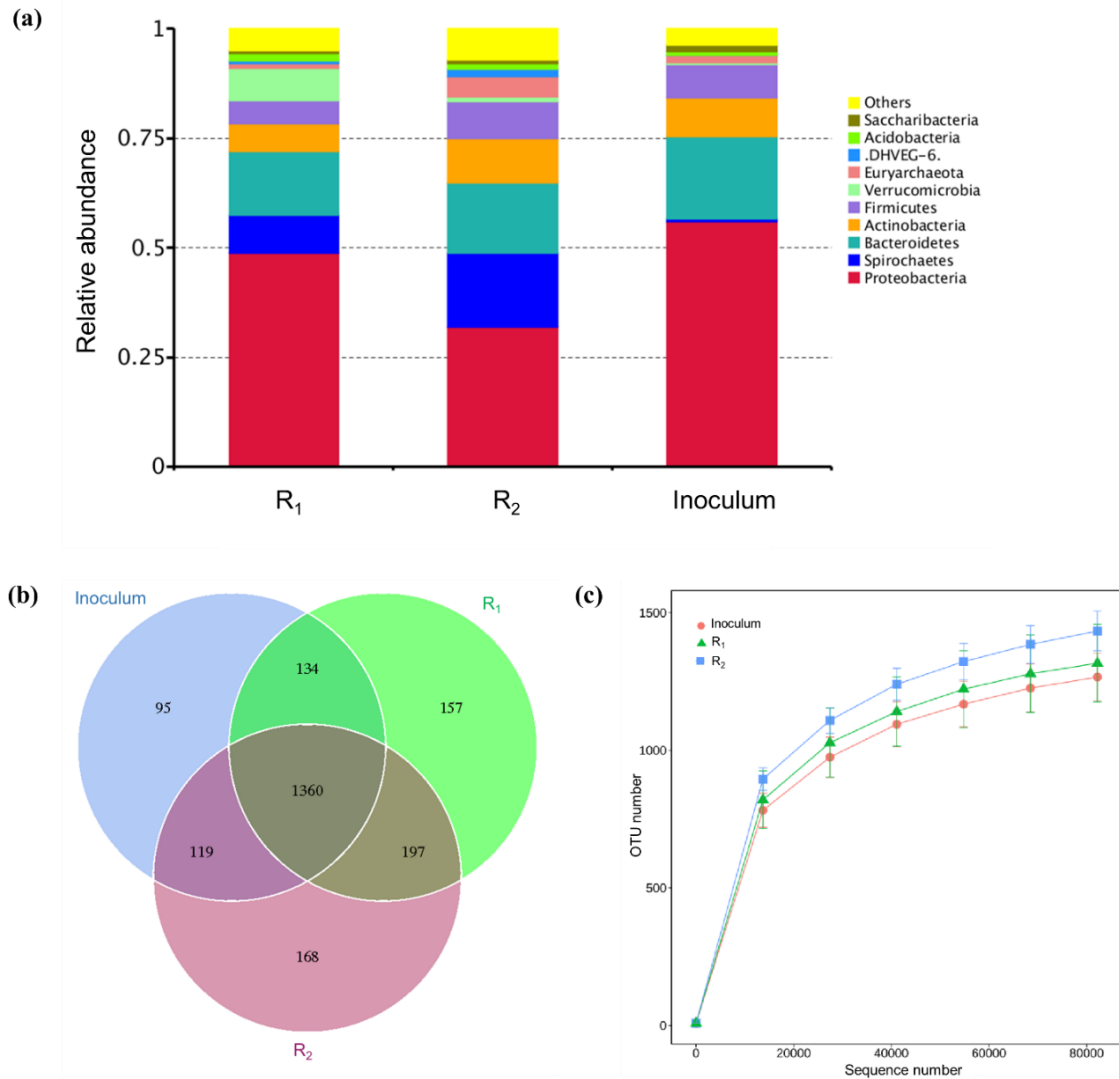 (a)
Relative abundance
1
0.75
0.5
0.25
0
R₁
R₂
Inoculum
Others
Saccharibacteria
Acidobacteria
.DHVEG-6.
Euryarchaeota
Verrucomicrobia
Firmicutes
Actinobacteria
Bacteroidetes
Spirochaetes
Proteobacteria
(b)
Inoculum
R₁
134
95
157
1360
119
197
168
R₂
(c)
OTU number
1500
1000
500
0
Inoculum
R₁
R₂
0
20000
40000
60000
80000
Sequence number